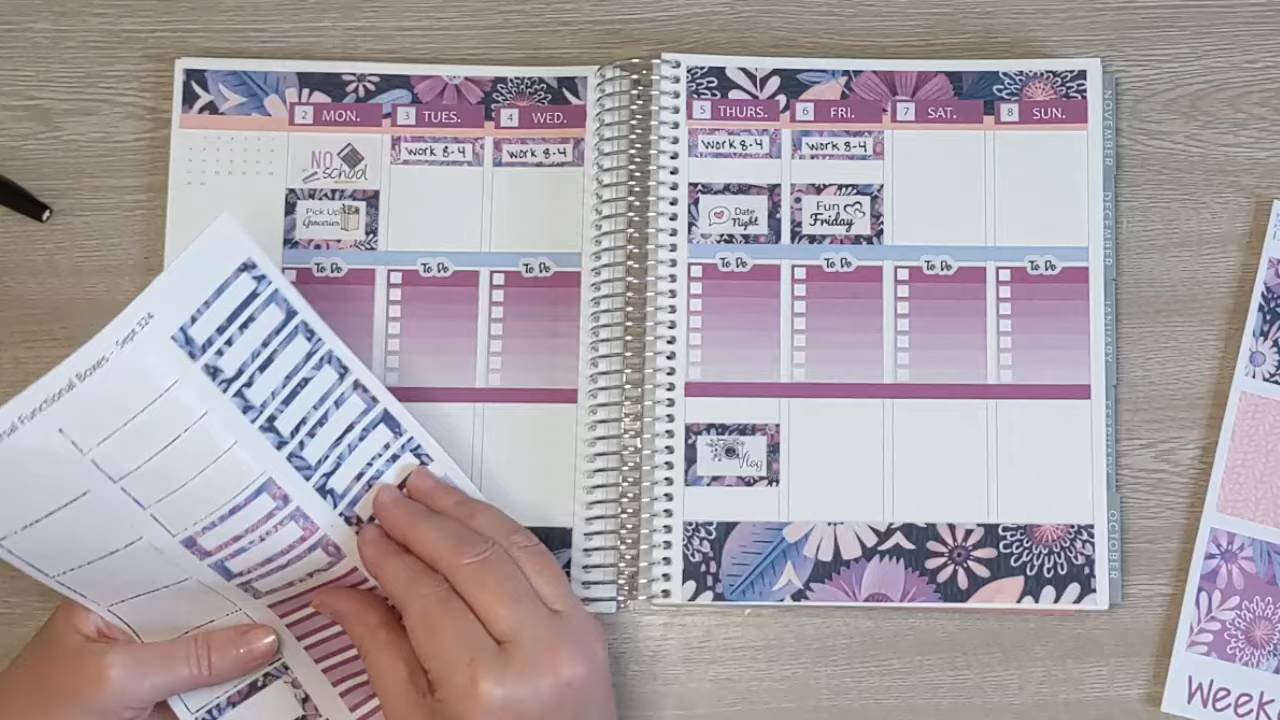 2 MON.
3 TUES.
4 WED.
5 THURS.
6 FRI.
7 SAT.
8 SUN.
work 8-4
work 8-4
work 8-4
work 8-4
NO
School
Pick Up
Groceries
Date
Night
Fun
Friday
To Do
To Do
To Do
To Do
To Do
To Do
To Do
Vlog
Functional Boxes - Sept 324
NOVEMBER
DECEMBER
JANUARY
FEBRUARY
OCTOBER